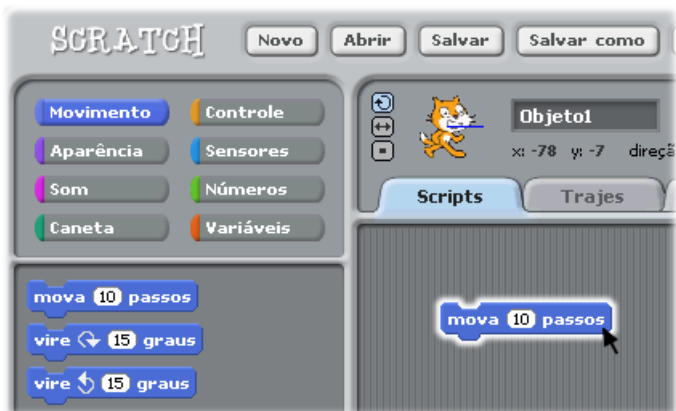 SCRATCH Novo Abrir Salvar Salvar como
Movimento Controle
Aparência Sensores
Som Números
Caneta Variáveis
mova 10 passos
vire 15 graus
vire 15 graus
Objeto1
x: -78 y: -7 direçã
Scripts Trajes
mova 10 passos